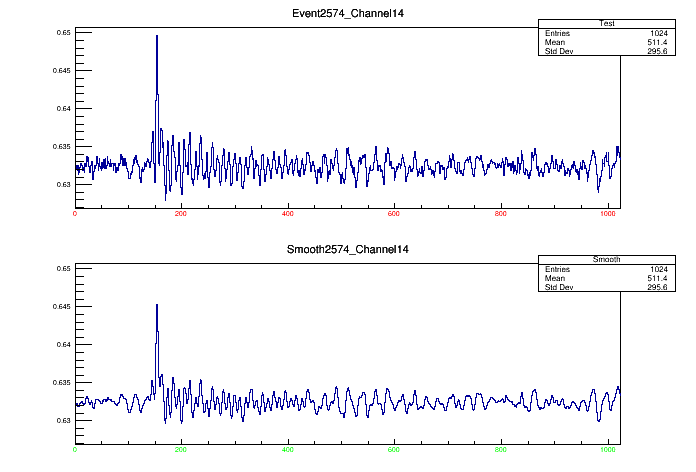 Event2574_Channel14
Test
Entries 1024
Mean 511.4
Std Dev 295.6
0.65
0.645
0.64
0.635
0.63
0 200 400 600 800 1000
Smooth2574_Channel14
Smooth
Entries 1024
Mean 511.4
Std Dev 295.6
0.65
0.645
0.64
0.635
0.63
0 200 400 600 800 1000